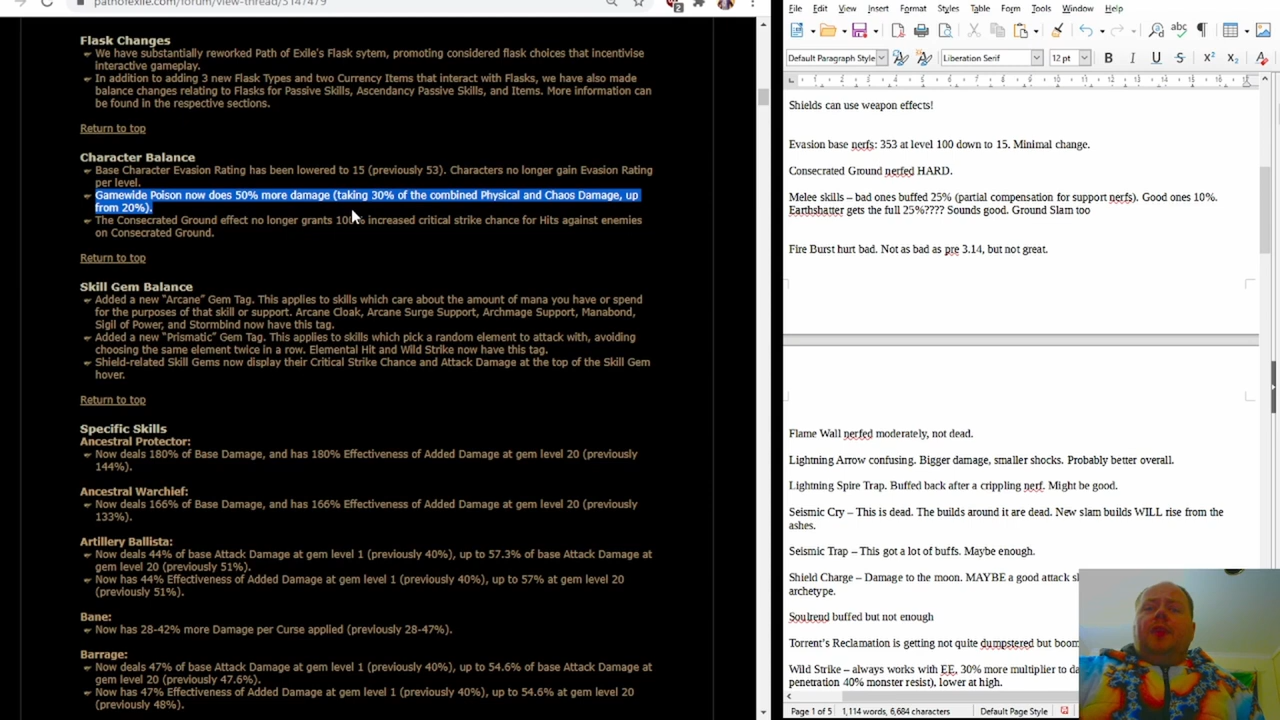 pathofexile.com/forum/view-thread/3147479
2
Flask Changes
We have substantially reworked Path of Exile's Flask sytem, promoting considered flask choices that incentivise
interactive gameplay.
In addition to adding 3 new Flask Types and two Currency Items that interact with Flasks, we have also made
balance changes relating to Flasks for Passive Skills, Ascendancy Passive Skills, and Items. More information can
be found in the respective sections.
Return to top
Character Balance
Base Character Evasion Rating has been lowered to 15 (previously 53). Characters no longer gain Evasion Rating
per level.
Gamewide Poison now does 50% more damage (taking 30% of the combined Physical and Chaos Damage, up
from 20%).
The Consecrated Ground effect no longer grants 100% increased critical strike chance for Hits against enemies
on Consecrated Ground.
Return to top
Skill Gem Balance
Added a new "Arcane" Gem Tag. This applies to skills which care about the amount of mana you have or spend
for the purposes of that skill or support. Arcane Cloak, Arcane Surge Support, Archmage Support, Manabond,
Sigil of Power, and Stormbind now have this tag.
Added a new "Prismatic" Gem Tag. This applies to skills which pick a random element to attack with, avoiding
choosing the same element twice in a row. Elemental Hit and Wild Strike now have this tag.
Shield-related Skill Gems now display their Critical Strike Chance and Attack Damage at the top of the Skill Gem
hover.
Return to top
Specific Skills
Ancestral Protector:
Now deals 180% of Base Damage, and has 180% Effectiveness of Added Damage at gem level 20 (previously
144%).
Ancestral Warchief:
Now deals 166% of Base Damage, and has 166% Effectiveness of Added Damage at gem level 20 (previously
133%).
Artillery Ballista:
Now deals 44% of base Attack Damage at gem level 1 (previously 40%), up to 57.3% of base Attack Damage at
gem level 20 (previously 51%).
Now has 44% Effectiveness of Added Damage at gem level 1 (previously 40%), up to 57% at gem level 20
(previously 51%).
Bane:
Now has 28-42% more Damage per Curse applied (previously 28-47%).
Barrage:
Now deals 47% of base Attack Damage at gem level 1 (previously 40%), up to 54.6% of base Attack Damage at
gem level 20 (previously 47.6%).
Now has 47% Effectiveness of Added Damage at gem level 1 (previously 40%), up to 54.6% at gem level 20
(previously 48%).
File Edit View Insert Format Styles Table Form Tools Window Help
Default Paragraph Style Liberation Serif 12 pt
Shields can use weapon effects!
Evasion base nerfs: 353 at level 100 down to 15. Minimal change.
Consecrated Ground nerfed HARD.
Melee skills – bad ones buffed 25% (partial compensation for support nerfs). Good ones 10%.
Earthshatter gets the full 25%???? Sounds good. Ground Slam too
Fire Burst hurt bad. Not as bad as pre 3.14, but not great.
Flame Wall nerfed moderately, not dead.
Lightning Arrow confusing. Bigger damage, smaller shocks. Probably better overall.
Lightning Spire Trap. Buffed back after a crippling nerf. Might be good.
Seismic Cry – This is dead. The builds around it are dead. New slam builds WILL rise from the
ashes.
Seismic Trap – This got a lot of buffs. Maybe enough.
Shield Charge – Damage to the moon. MAYBE a good attack
archetype.
Soulrend buffed but not enough
Torrent's Reclamation is getting not quite dumpstered but
Wild Strike – always works with EE, 30% more multiplier to
penetration 40% monster resist), lower at high.
Page 1 of 5 1,114 words, 6,684 characters Default Page Style